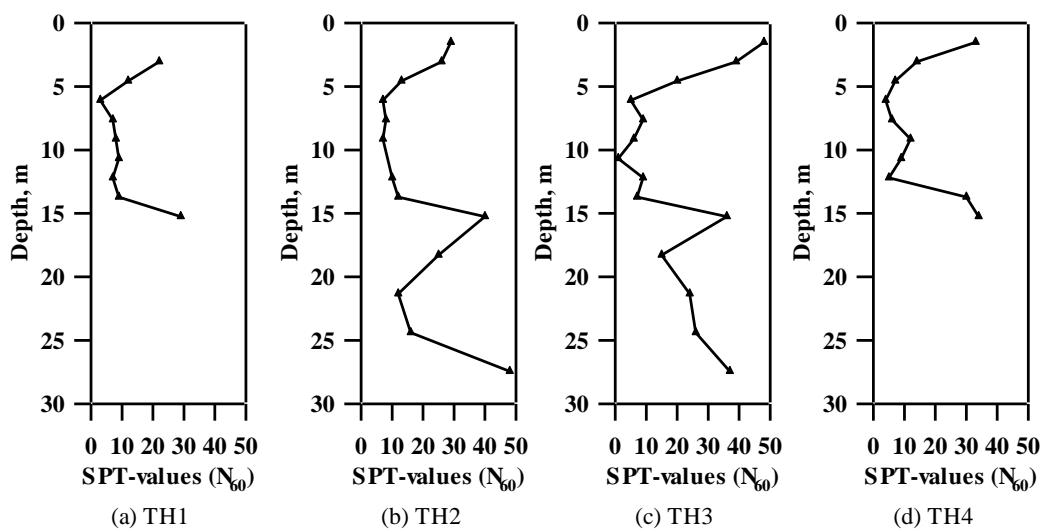 0 0 0 0
5 5 5 5
10 10 10 10
15 15 15 15
20 20 20 20
25 25 25 25
30 30 30 30
Depth, m Depth, m Depth, m Depth, m
0 10 20 30 40 50 0 10 20 30 40 50 0 10 20 30 40 50 0 10 20 30 40 50
SPT-values (N60) SPT-values (N60) SPT-values (N60) SPT-values (N60)
(a) TH1 (b) TH2 (c) TH3 (d) TH4